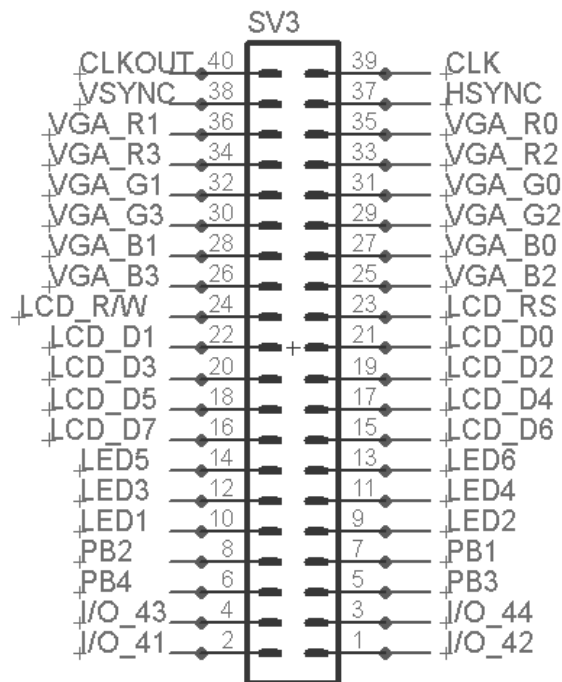 SV3
CLKOUT 40 39 CLK
VSYNC 38 37 HSYNC
VGA_R1 36 35 VGA_R0
VGA_R3 34 33 VGA_R2
VGA_G1 32 31 VGA_G0
VGA_G3 30 29 VGA_G2
VGA_B1 28 27 VGA_B0
VGA_B3 26 25 VGA_B2
LCD_R/W 24 23 LCD_RS
LCD_D1 22 21 LCD_D0
LCD_D3 20 19 LCD_D2
LCD_D5 18 17 LCD_D4
LCD_D7 16 15 LCD_D6
LED5 14 13 LED6
LED3 12 11 LED4
LED1 10 9 LED2
PB2 8 7 PB1
PB4 6 5 PB3
I/O_43 4 3 I/O_44
I/O_41 2 1 I/O_42